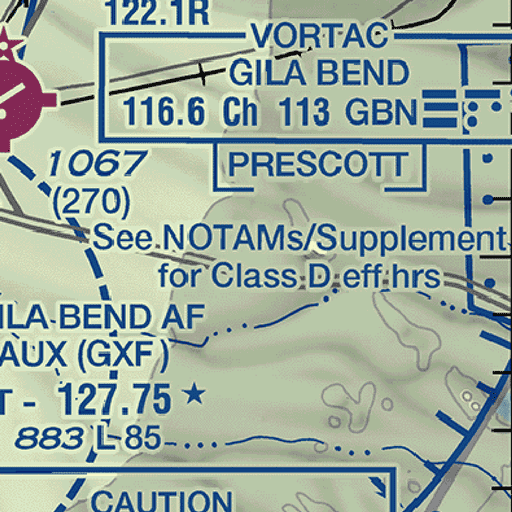 122.1R
VORTAC
GILA BEND
116.6 Ch 113 GBN
PRESCOTT
1067
(270)
See NOTAMs/Supplement
for Class D eff hrs
ILA BEND AF
AUX (GXF)
T - 127.75 ★
883 L 85
CAUTION